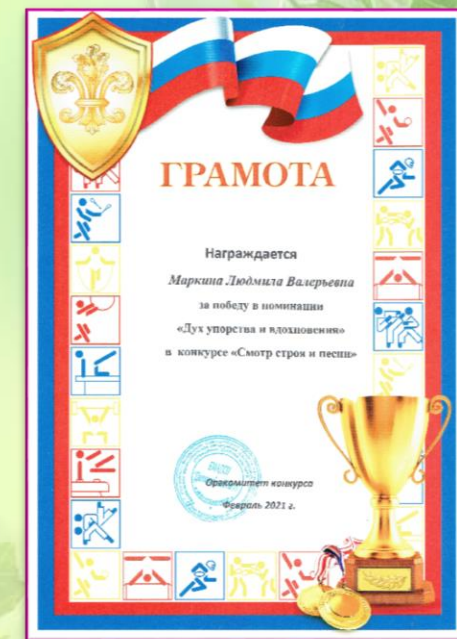 ГРАМОТА
Награждается
Маркина Людмила Валерьевна
за победу в номинации
«Дух упорства и вдохновения»
в конкурсе «Смотр строя и песни»
Оргкомитет конкурса
Февраль 2021 г.